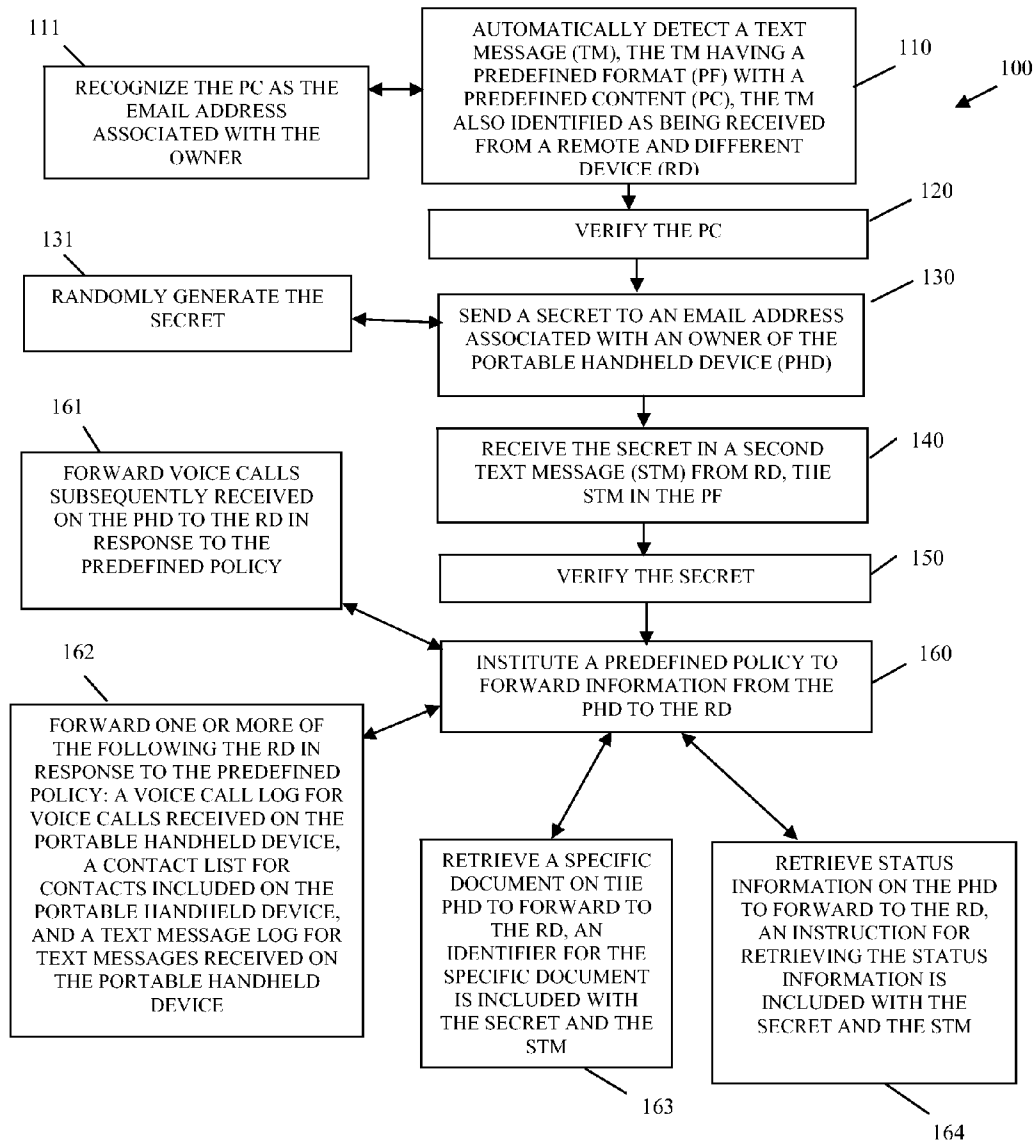 111
RECOGNIZE THE PC AS THE
EMAIL ADDRESS
ASSOCIATED WITH THE
OWNER
AUTOMATICALLY DETECT A TEXT
MESSAGE (TM), THE TM HAVING A
PREDEFINED FORMAT (PF) WITH A
PREDEFINED CONTENT (PC), THE TM
ALSO IDENTIFIED AS BEING RECEIVED
FROM A REMOTE AND DIFFERENT
DEVICE (RD)
110
100
120
VERIFY THE PC
131
RANDOMLY GENERATE THE
SECRET
130
SEND A SECRET TO AN EMAIL ADDRESS
ASSOCIATED WITH AN OWNER OF THE
PORTABLE HANDHELD DEVICE (PHD)
140
RECEIVE THE SECRET IN A SECOND
TEXT MESSAGE (STM) FROM RD, THE
STM IN THE PF
161
FORWARD VOICE CALLS
SUBSEQUENTLY RECEIVED
ON THE PHD TO THE RD IN
RESPONSE TO THE
PREDEFINED POLICY
150
VERIFY THE SECRET
160
INSTITUTE A PREDEFINED POLICY TO
FORWARD INFORMATION FROM THE
PHD TO THE RD
162
FORWARD ONE OR MORE OF
THE FOLLOWING THE RD IN
RESPONSE TO THE PREDEFINED
POLICY: A VOICE CALL LOG FOR
VOICE CALLS RECEIVED ON THE
PORTABLE HANDHELD DEVICE,
A CONTACT LIST FOR
CONTACTS INCLUDED ON THE
PORTABLE HANDHELD DEVICE,
AND A TEXT MESSAGE LOG FOR
TEXT MESSAGES RECEIVED ON
THE PORTABLE HANDHELD
DEVICE
RETRIEVE A SPECIFIC
DOCUMENT ON THE
PHD TO FORWARD TO
THE RD, AN
IDENTIFIER FOR THE
SPECIFIC DOCUMENT
IS INCLUDED WITH
THE SECRET AND THE
STM
163
RETRIEVE STATUS
INFORMATION ON THE PHD
TO FORWARD TO THE RD,
AN INSTRUCTION FOR
RETRIEVING THE STATUS
INFORMATION IS
INCLUDED WITH THE
SECRET AND THE STM
164